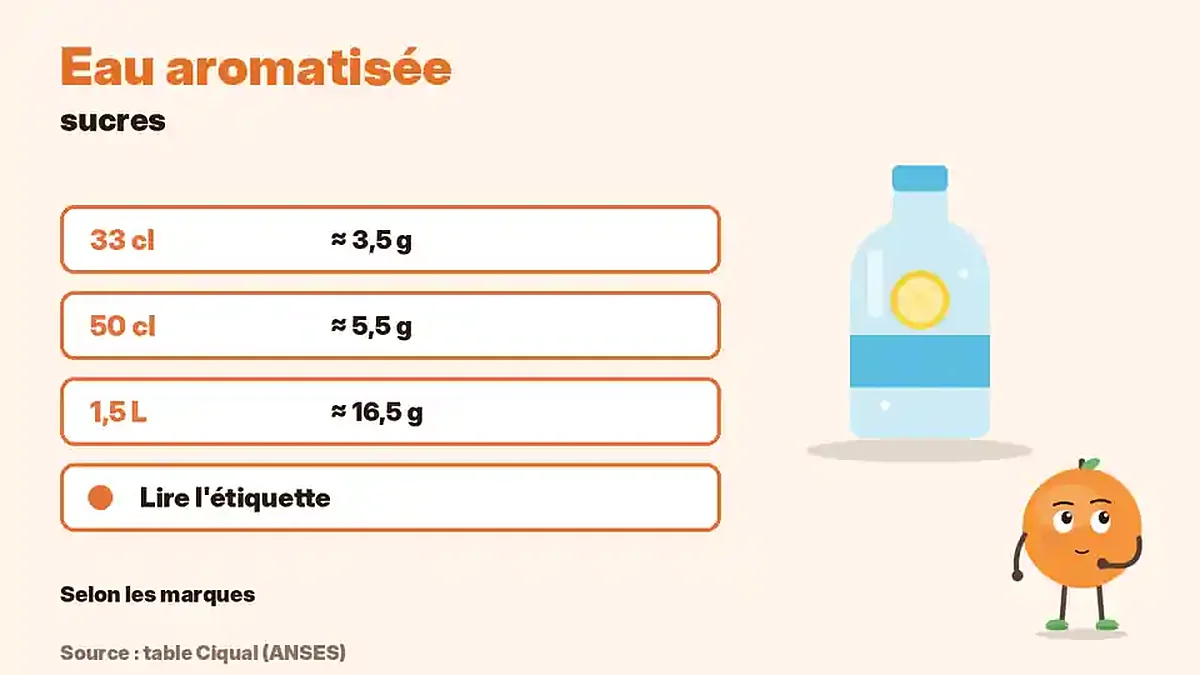 Eau aromatisée
sucres
33 cl ≈ 3,5 g
50 cl ≈ 5,5 g
1,5 L ≈ 16,5 g
Lire l'étiquette
Selon les marques
Source : table Ciqual (ANSES)